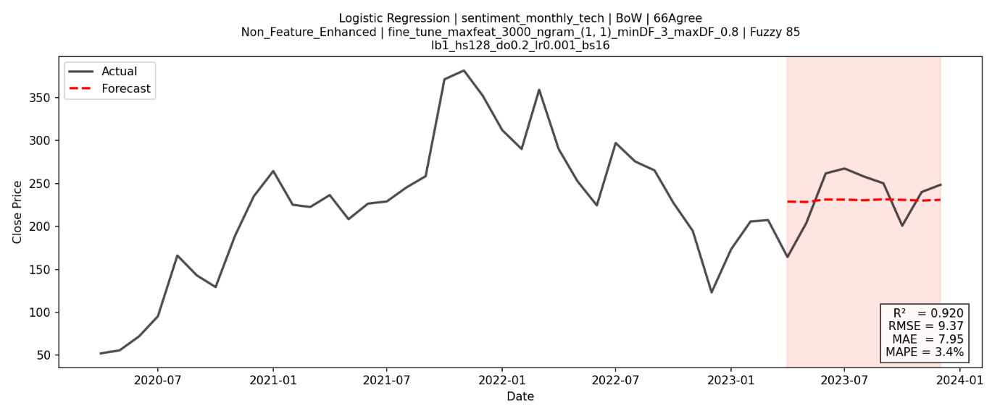 Logistic Regression | sentiment_monthly_tech | BoW | 66Agree
Non_Feature_Enhanced | fine_tune_maxfeat_3000_ngram_(1, 1)_minDF_3_maxDF_0.8 | Fuzzy 85
lb1_hs128_do0.2_lr0.001_bs16
Actual
Forecast
Close Price
350
300
250
200
150
100
50
R² = 0.920
RMSE = 9.37
MAE = 7.95
MAPE = 3.4%
2020-07
2021-01
2021-07
2022-01
2022-07
2023-01
2023-07
2024-01
Date